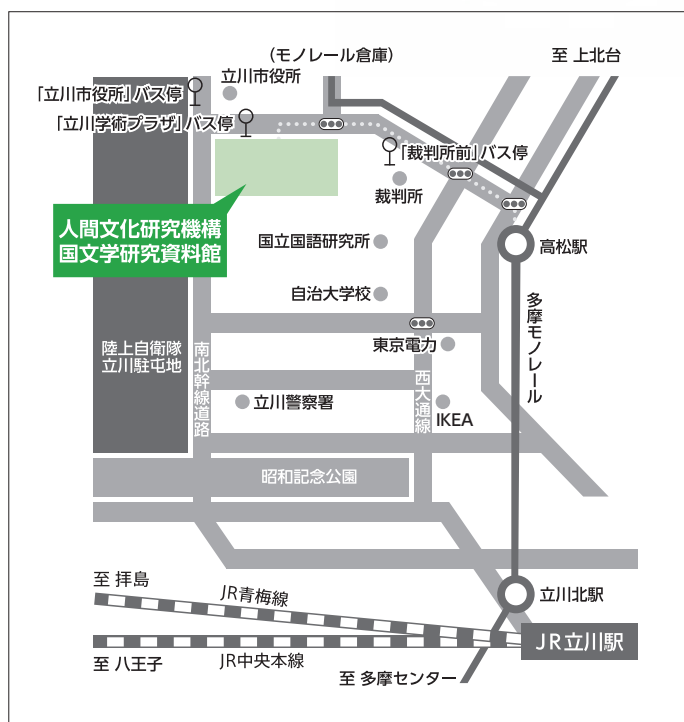 (モノレール倉庫)
至 上北台
立川市役所
「立川市役所」バス停
「立川学術プラザ」バス停
「裁判所前」バス停
裁判所
人間文化研究機構
国文学研究資料館
国立国語研究所
高松駅
自治大学校
多摩モノレール
東京電力
陸上自衛隊
立川駐屯地
南北幹線道路
西大通線
立川警察署
IKEA
昭和記念公園
至 拝島
JR青梅線
立川北駅
JR立川駅
至 八王子
JR中央本線
至 多摩センター